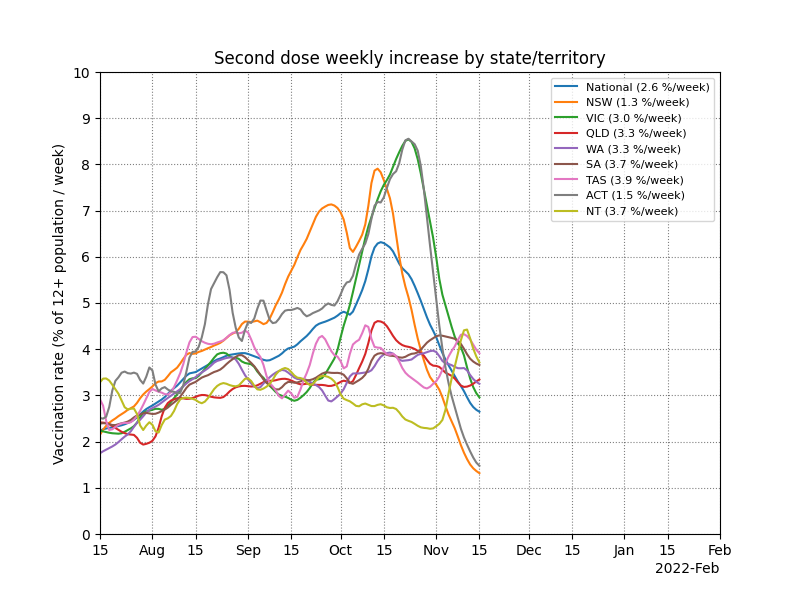 Second dose weekly increase by state/territory
Vaccination rate (% of 12+ population / week)
10
9
8
7
6
5
4
3
2
1
0
National (2.6 %/week)
NSW (1.3 %/week)
VIC (3.0 %/week)
QLD (3.3 %/week)
WA (3.3 %/week)
SA (3.7 %/week)
TAS (3.9 %/week)
ACT (1.5 %/week)
NT (3.7 %/week)
15 Aug 15 Sep 15 Oct 15 Nov 15 Dec 15 Jan 15 Feb
2022-Feb